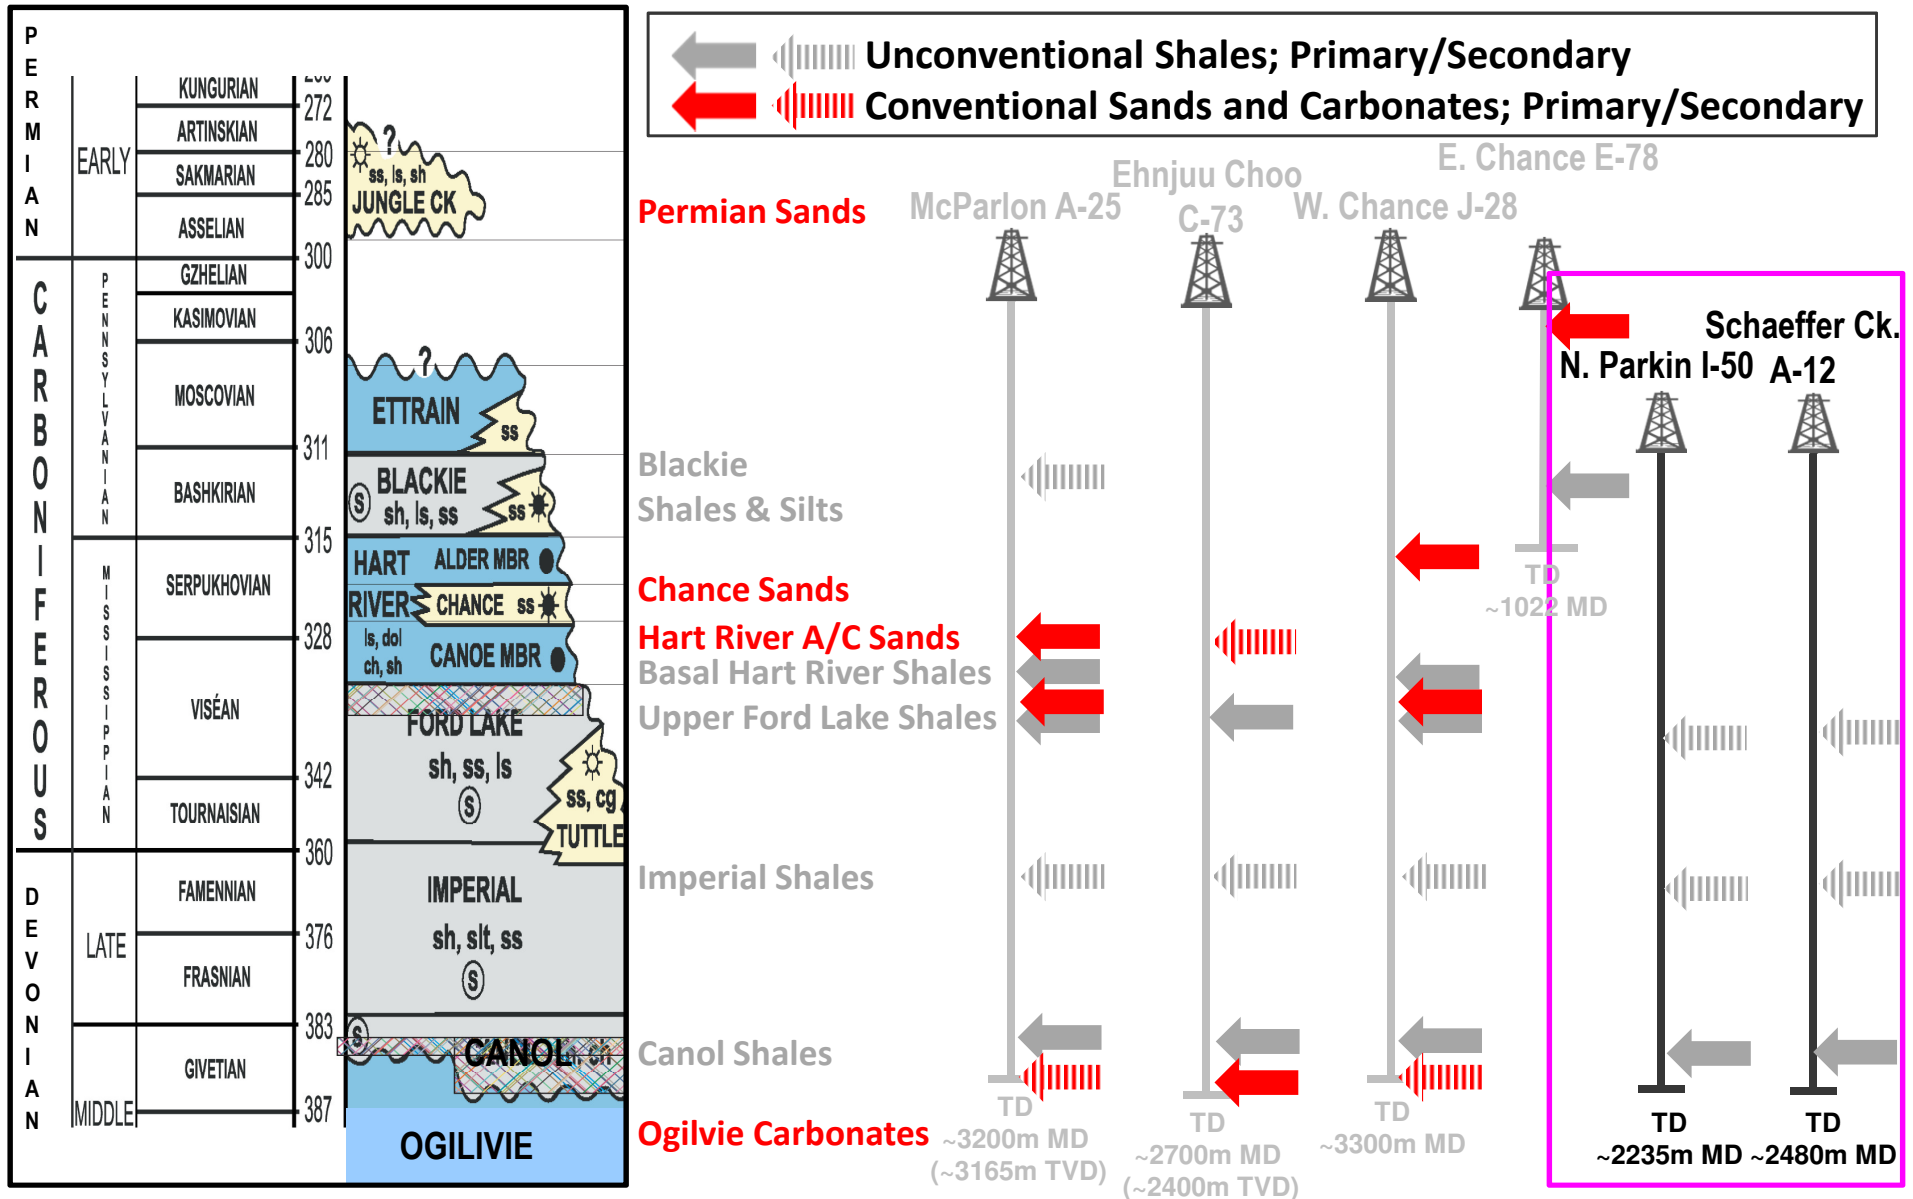 PERMIAN
CARBONIFEROUS
DEVONIAN
EARLY
PENNSYLVANIAN
MISSISSIPPIAN
LATE
MIDDLE
KUNGURIAN
ARTINSKIAN
SAKMARIAN
ASSELIAN
GZHELIAN
KASIMOVIAN
MOSCOVIAN
BASHKIRIAN
SERPUKHOVIAN
VISÉAN
TOURNAISIAN
FAMENNIAN
FRASNIAN
GIVETIAN
272
280
285
300
306
311
315
328
342
360
376
383
387
?
ss, ls, sh
JUNGLE CK
?
ETTRAIN
ss
BLACKIE
S sh, ls, ss
ss
HART ALDER MBR
RIVER CHANCE ss
ls, dol
ch, sh
CANOE MBR
FORD LAKE
sh, ss, ls
S
ss, cg
TUTTLE
IMPERIAL
sh, slt, ss
S
S
CANOL
OGILIVIE
Unconventional Shales; Primary/Secondary
Conventional Sands and Carbonates; Primary/Secondary
Permian Sands
Blackie
Shales & Silts
Chance Sands
Hart River A/C Sands
Basal Hart River Shales
Upper Ford Lake Shales
Imperial Shales
Canol Shales
Ogilvie Carbonates
McParlon A-25
TD
~3200m MD
(~3165m TVD)
Ehnjuu Choo
C-73
TD
~2700m MD
(~2400m TVD)
W. Chance J-28
TD
~3300m MD
E. Chance E-78
TD
~1022 MD
N. Parkin I-50
TD
~2235m MD
Schaeffer Ck.
A-12
TD
~2480m MD